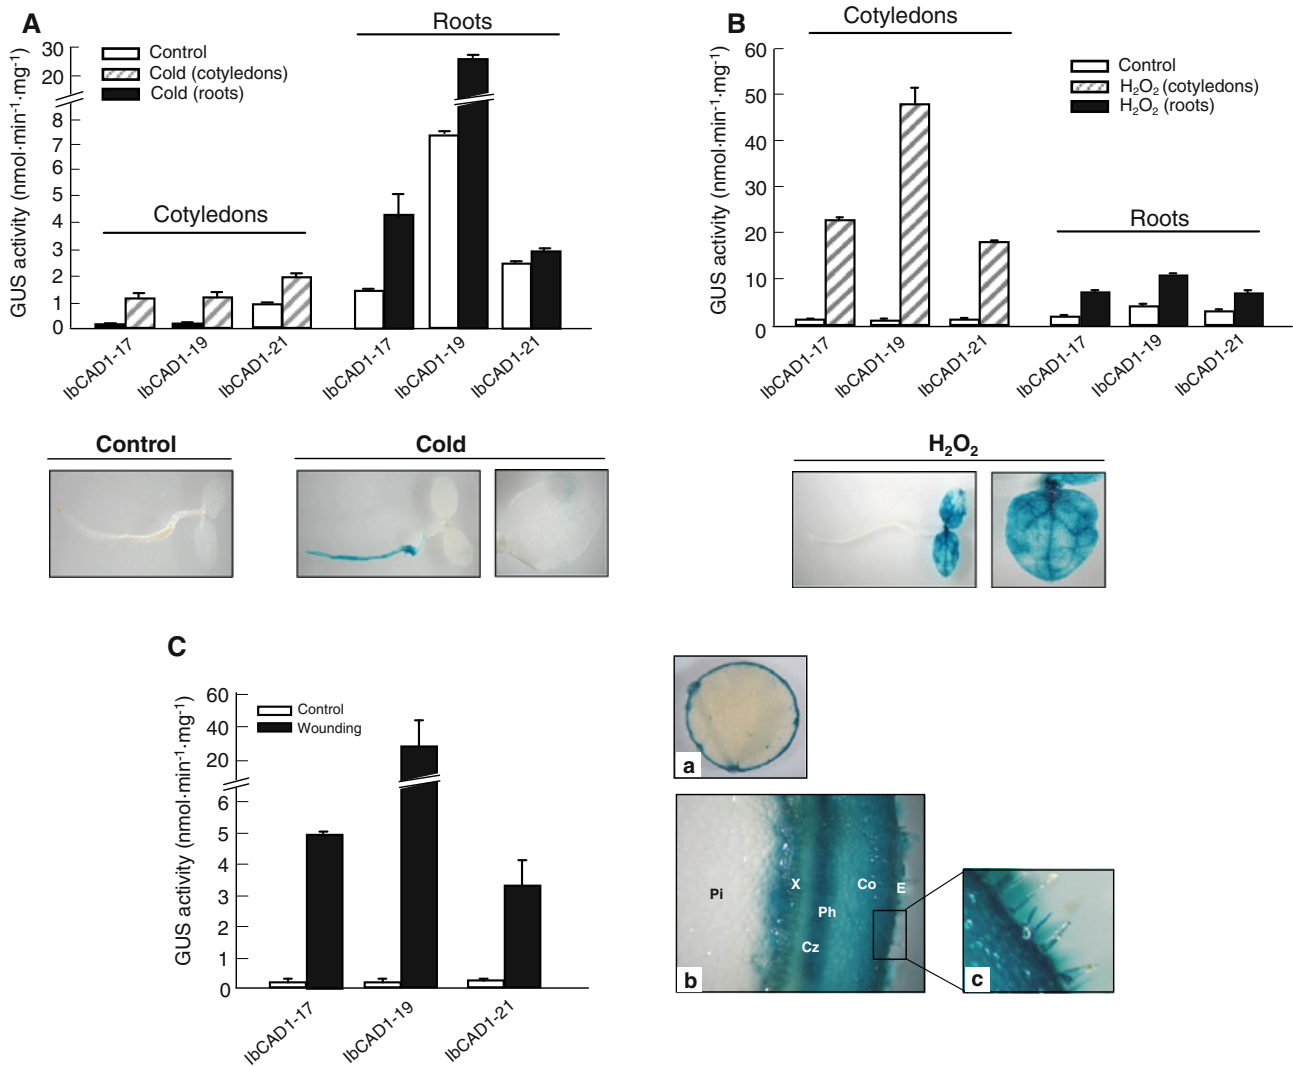 A
Roots
GUS activity (nmol·min⁻¹·mg⁻¹)
30
20
8
7
6
5
4
3
2
1
0
Control
Cold (cotyledons)
Cold (roots)
Cotyledons
IbCAD1-17
IbCAD1-19
IbCAD1-21
IbCAD1-17
IbCAD1-19
IbCAD1-21
B
Cotyledons
GUS activity (nmol·min⁻¹·mg⁻¹)
60
50
40
30
20
10
0
Control
H₂O₂ (cotyledons)
H₂O₂ (roots)
Roots
IbCAD1-17
IbCAD1-19
IbCAD1-21
IbCAD1-17
IbCAD1-19
IbCAD1-21
Control
Cold
H₂O₂
C
GUS activity (nmol·min⁻¹·mg⁻¹)
60
40
20
6
5
4
3
2
1
0
Control
Wounding
IbCAD1-17
IbCAD1-19
IbCAD1-21
a
Pi
X
Co
E
Ph
Cz
b
c